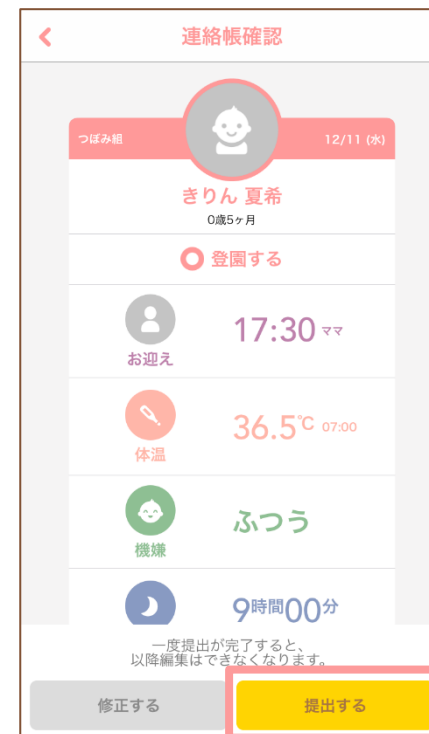 連絡帳確認
つぼみ組
12/11 (水)
きりん 夏希
0歳5ヶ月
登園する
17:30 ママ
お迎え
36.5℃ 07:00
体温
ふつう
機嫌
9時間00分
一度提出が完了すると、
以降編集はできなくなります。
修正する
提出する